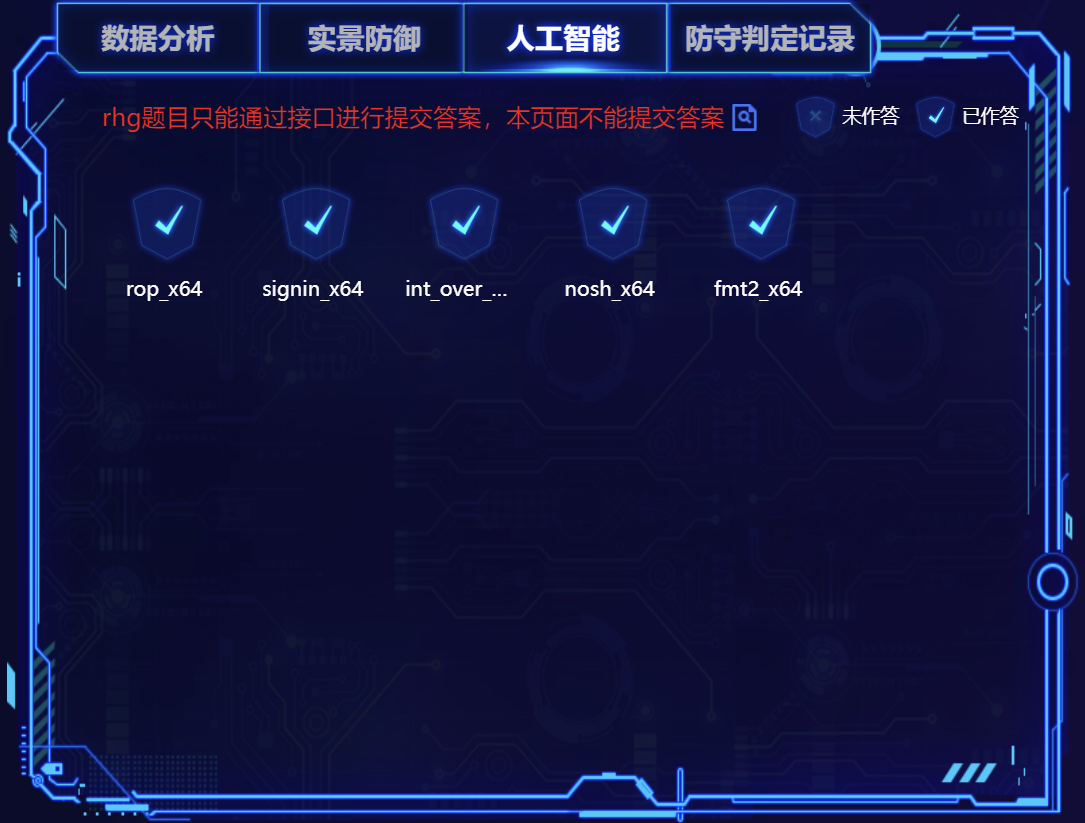 数据分析 实景防御 人工智能 防守判定记录
rhg题目只能通过接口进行提交答案，本页面不能提交答案 未作答 已作答
rop_x64 signin_x64 int_over_... nosh_x64 fmt2_x64